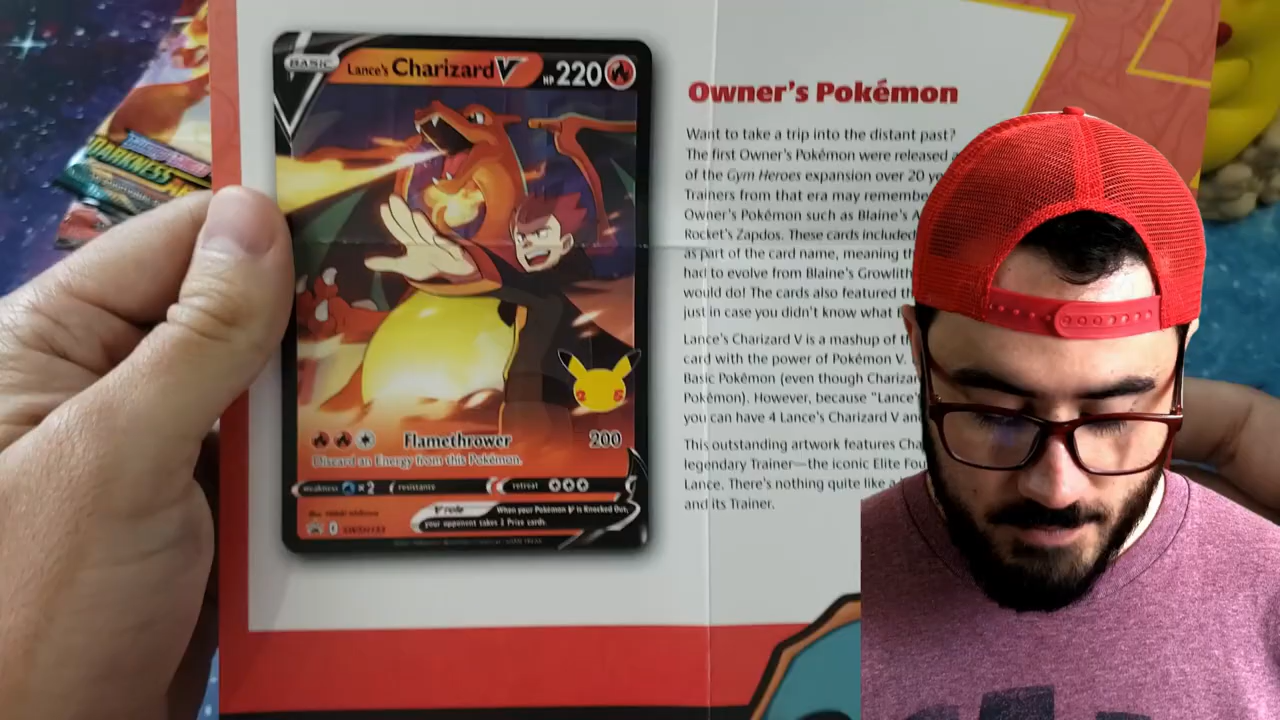 DARKNESS A
BASIC
Lance's Charizard V
HP 220
Flamethrower 200
Discard an Energy from this Pokémon.
weakness ×2 resistance retreat
V rule When your Pokémon V is Knocked Out,
your opponent takes 2 Prize cards.
Owner's Pokémon
Want to take a trip into the distant past?
The first Owner's Pokémon were released
of the Gym Heroes expansion over 20 ye
Trainers from that era may remembe
Owner's Pokémon such as Blaine's A
Rocket's Zapdos. These cards included
as part of the card name, meaning th
had to evolve from Blaine's Growlith
would do! The cards also featured th
just in case you didn't know what
Lance's Charizard V is a mashup of th
card with the power of Pokémon V.
Basic Pokémon (even though Charizar
Pokémon). However, because "Lance'
you can have 4 Lance's Charizard V an
This outstanding artwork features Cha
legendary Trainer—the iconic Elite Fou
Lance. There's nothing quite like a
and its Trainer.